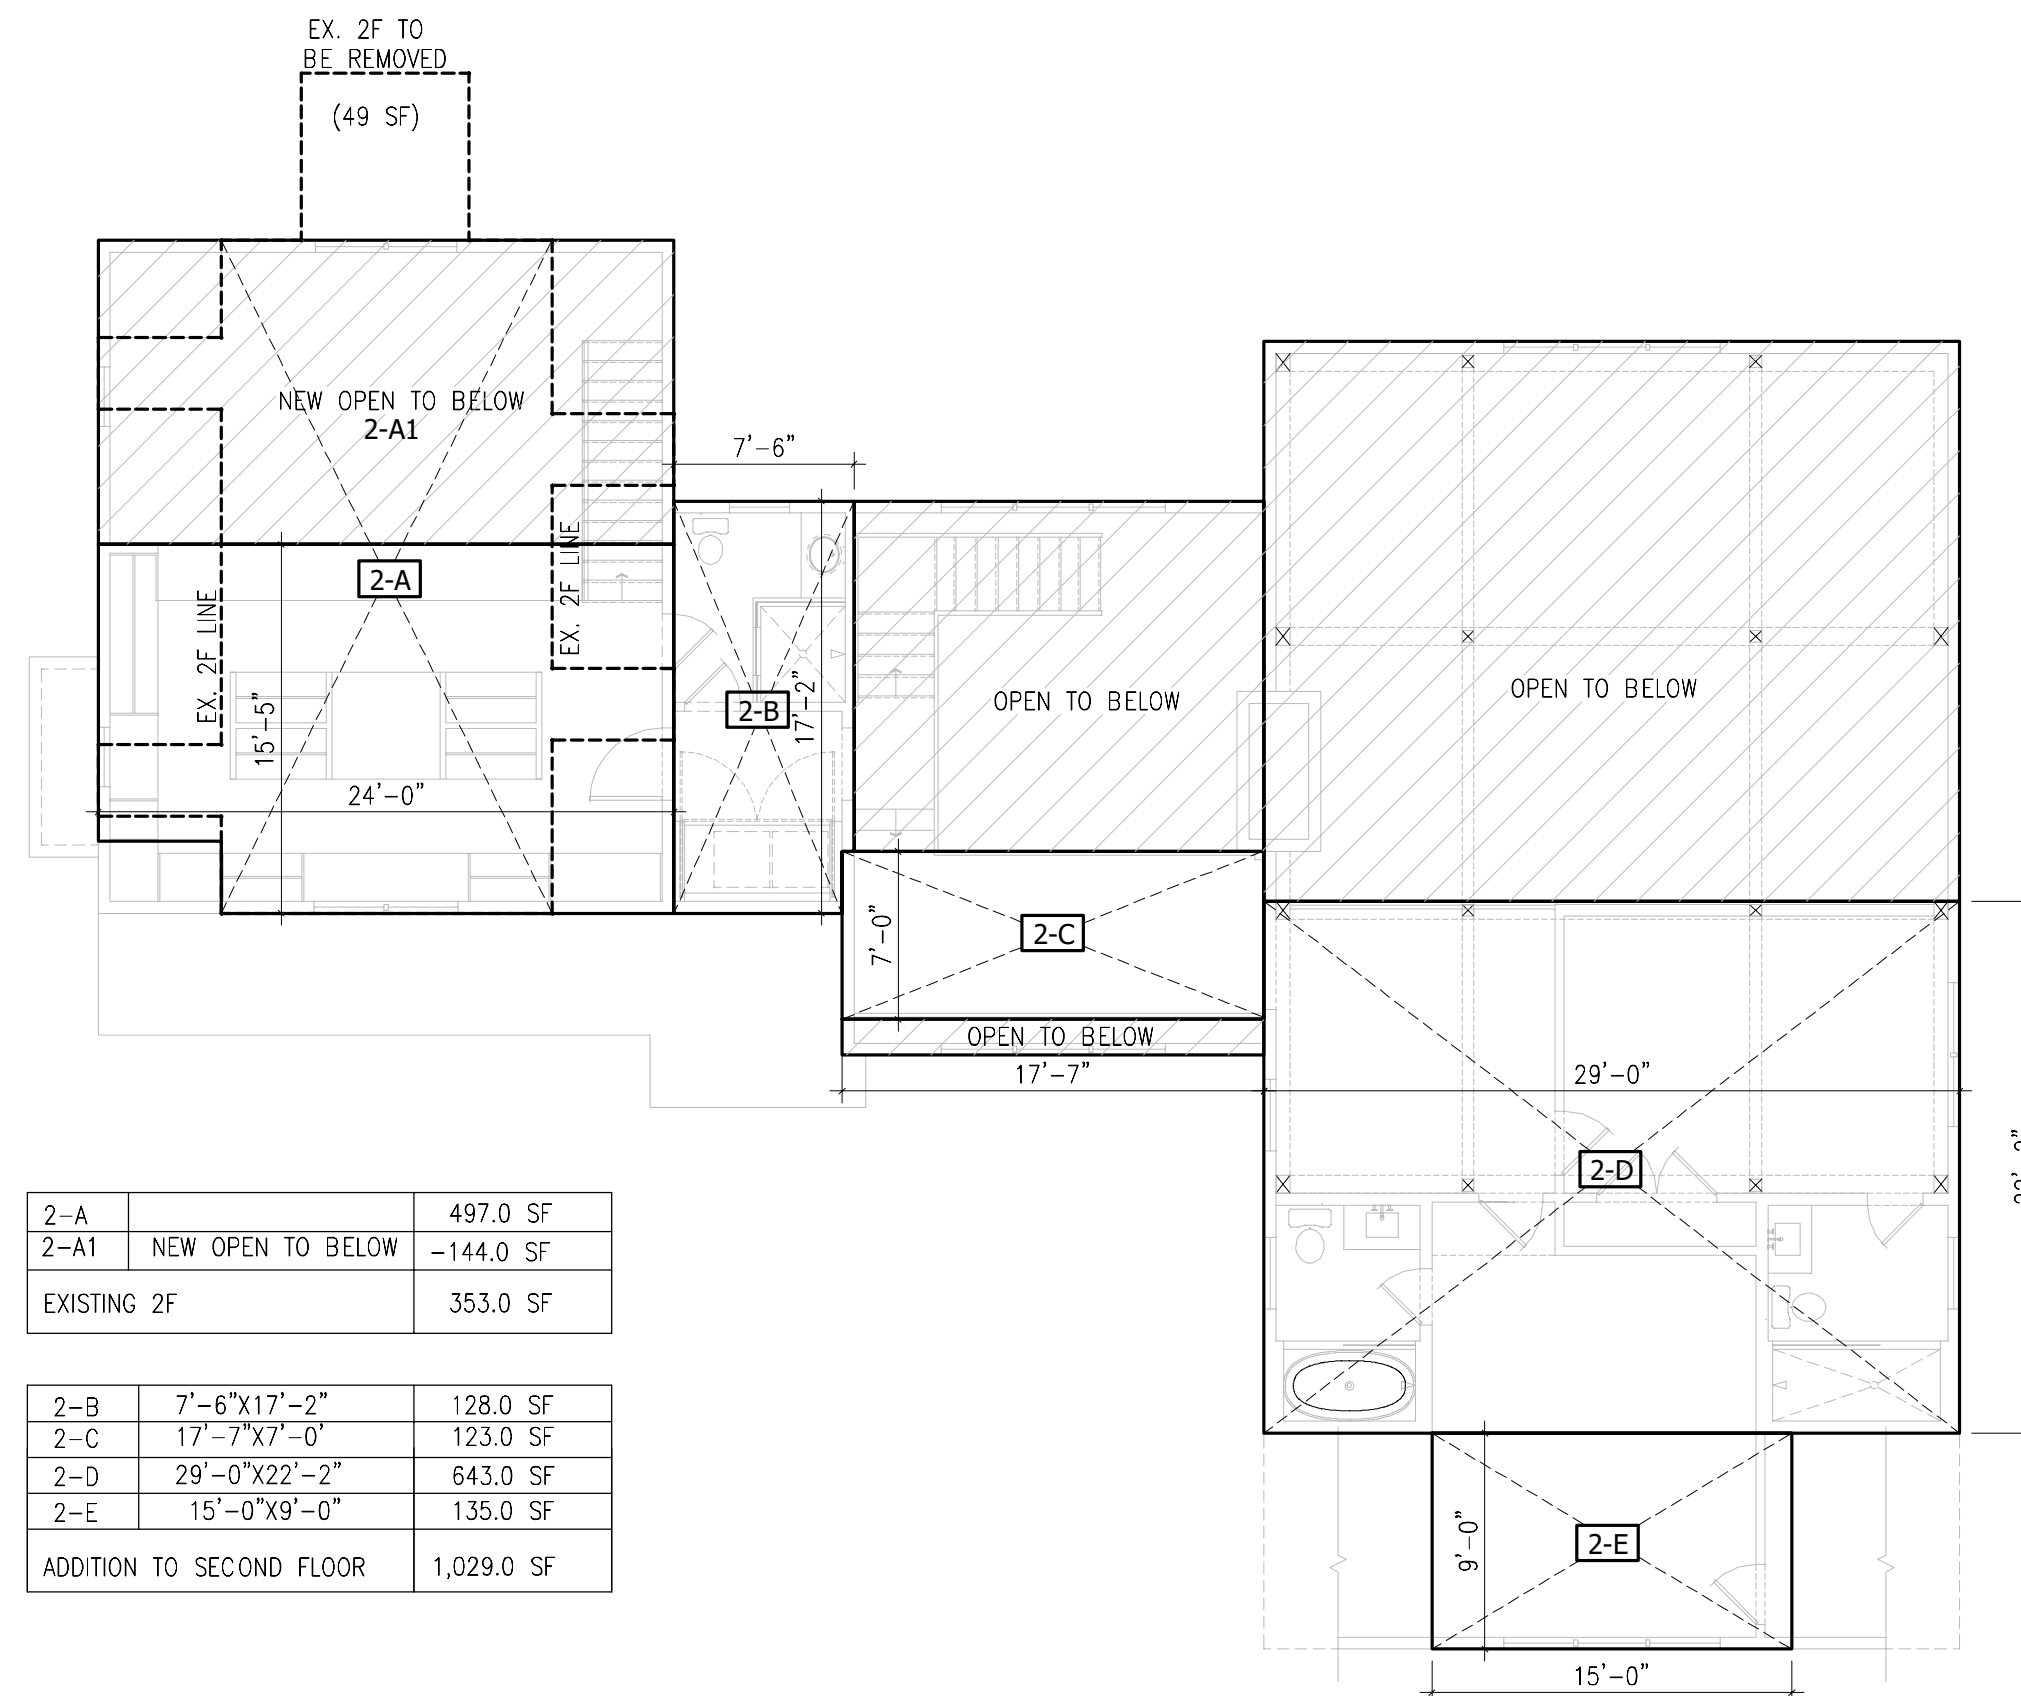 EX. 2F TO
BE REMOVED
(49 SF)
NEW OPEN TO BELOW
2-A1
7'-6"
2-A
EX. 2F LINE
EX. 2F LINE
15'-5"
24'-0"
2-B
17'-2"
OPEN TO BELOW
OPEN TO BELOW
2-C
7'-0"
OPEN TO BELOW
17'-7"
29'-0"
2-D
2-E
9'-0"
15'-0"
2-A 497.0 SF
2-A1 NEW OPEN TO BELOW -144.0 SF
EXISTING 2F 353.0 SF
2-B 7'-6"X17'-2" 128.0 SF
2-C 17'-7"X7'-0' 123.0 SF
2-D 29'-0"X22'-2" 643.0 SF
2-E 15'-0"X9'-0" 135.0 SF
ADDITION TO SECOND FLOOR 1,029.0 SF